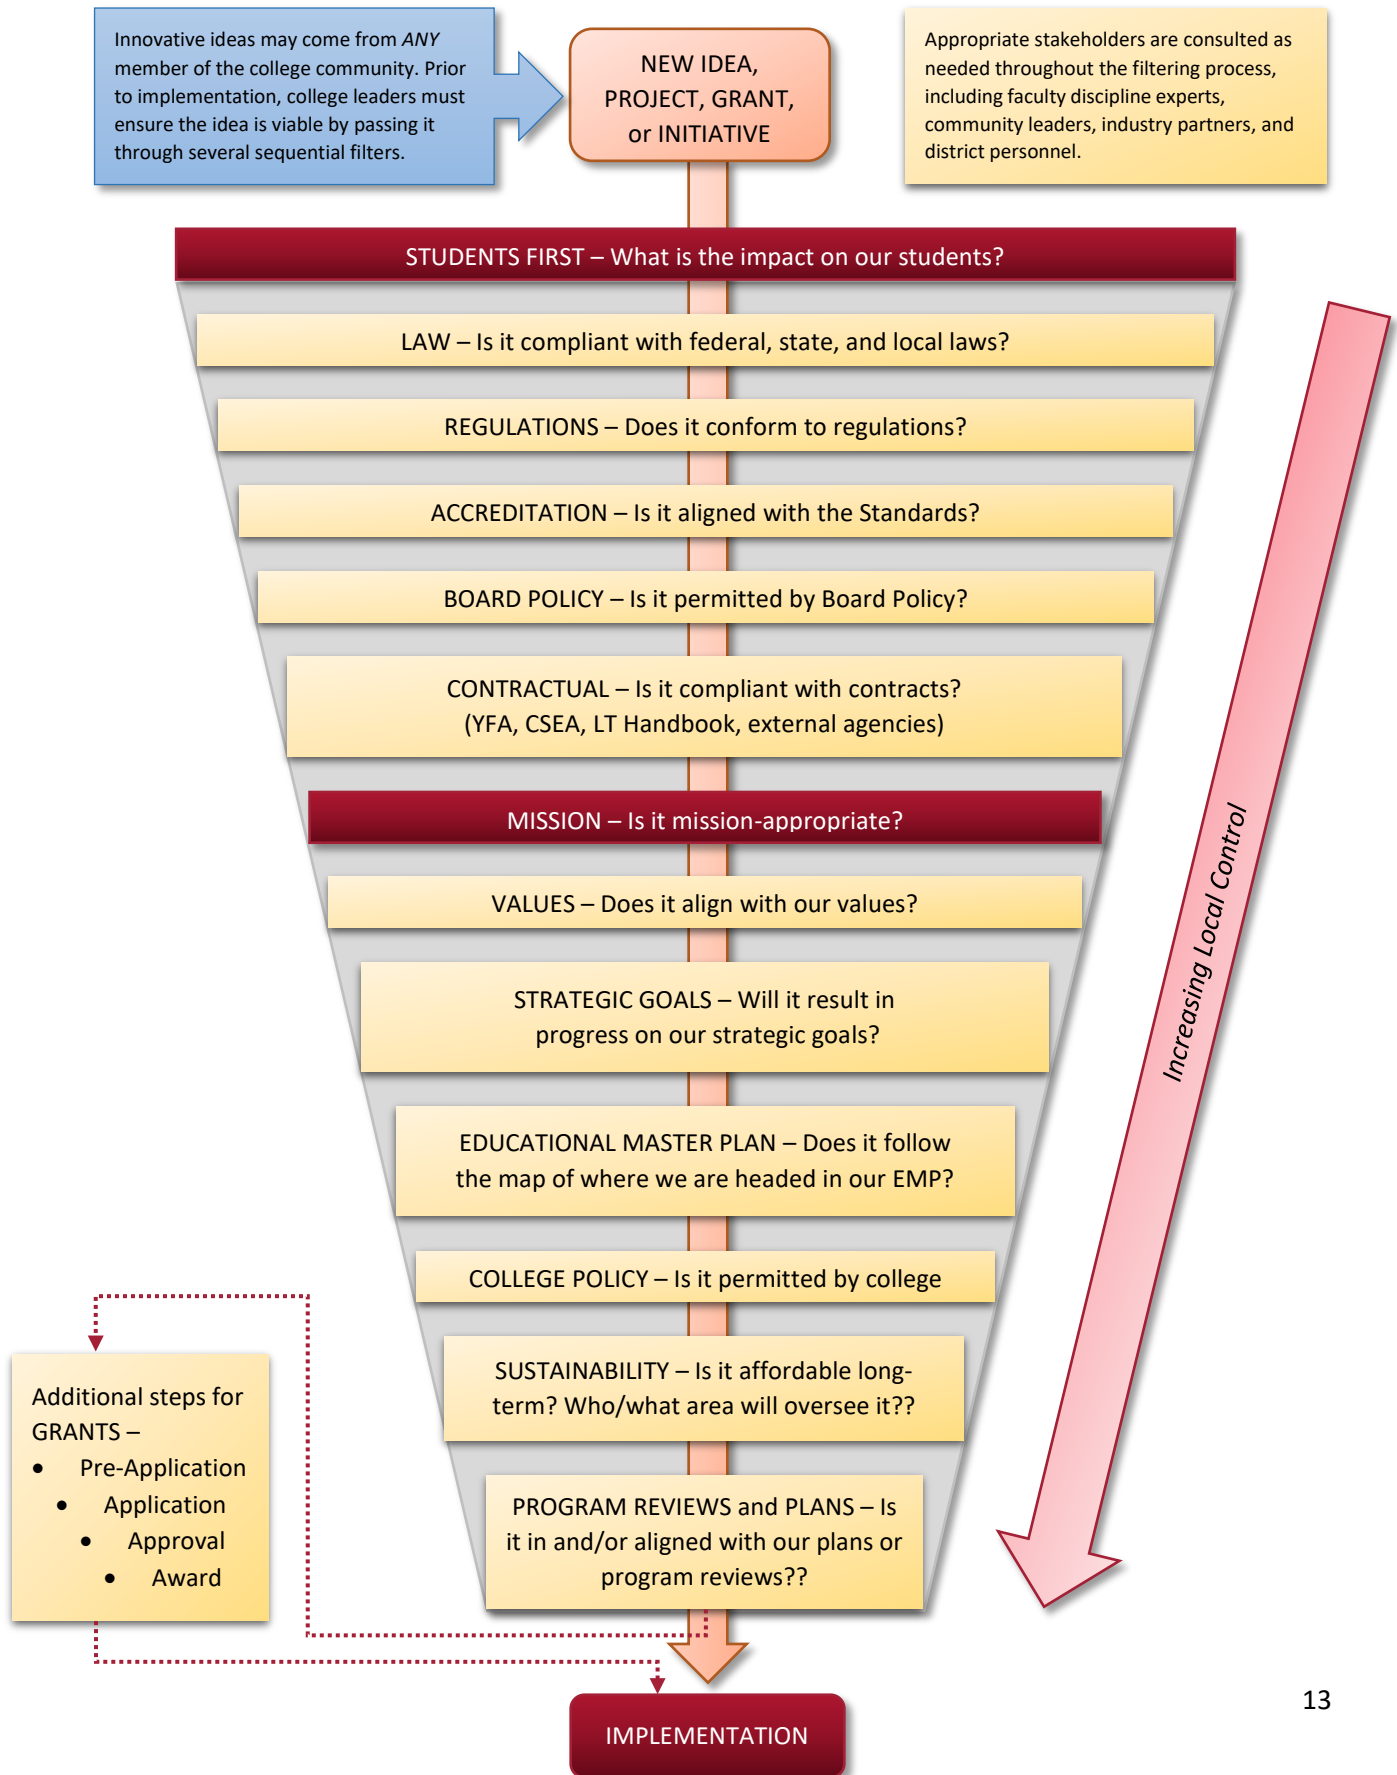 Innovative ideas may come from ANY
member of the college community. Prior
to implementation, college leaders must
ensure the idea is viable by passing it
through several sequential filters.
NEW IDEA,
PROJECT, GRANT,
or INITIATIVE
Appropriate stakeholders are consulted as
needed throughout the filtering process,
including faculty discipline experts,
community leaders, industry partners, and
district personnel.
STUDENTS FIRST – What is the impact on our students?
LAW – Is it compliant with federal, state, and local laws?
REGULATIONS – Does it conform to regulations?
ACCREDITATION – Is it aligned with the Standards?
BOARD POLICY – Is it permitted by Board Policy?
CONTRACTUAL – Is it compliant with contracts?
(YFA, CSEA, LT Handbook, external agencies)
MISSION – Is it mission-appropriate?
VALUES – Does it align with our values?
STRATEGIC GOALS – Will it result in
progress on our strategic goals?
EDUCATIONAL MASTER PLAN – Does it follow
the map of where we are headed in our EMP?
COLLEGE POLICY – Is it permitted by college
SUSTAINABILITY – Is it affordable long-
term? Who/what area will oversee it??
PROGRAM REVIEWS and PLANS – Is
it in and/or aligned with our plans or
program reviews??
Increasing Local Control
Additional steps for
GRANTS –
• Pre-Application
• Application
• Approval
• Award
IMPLEMENTATION
13